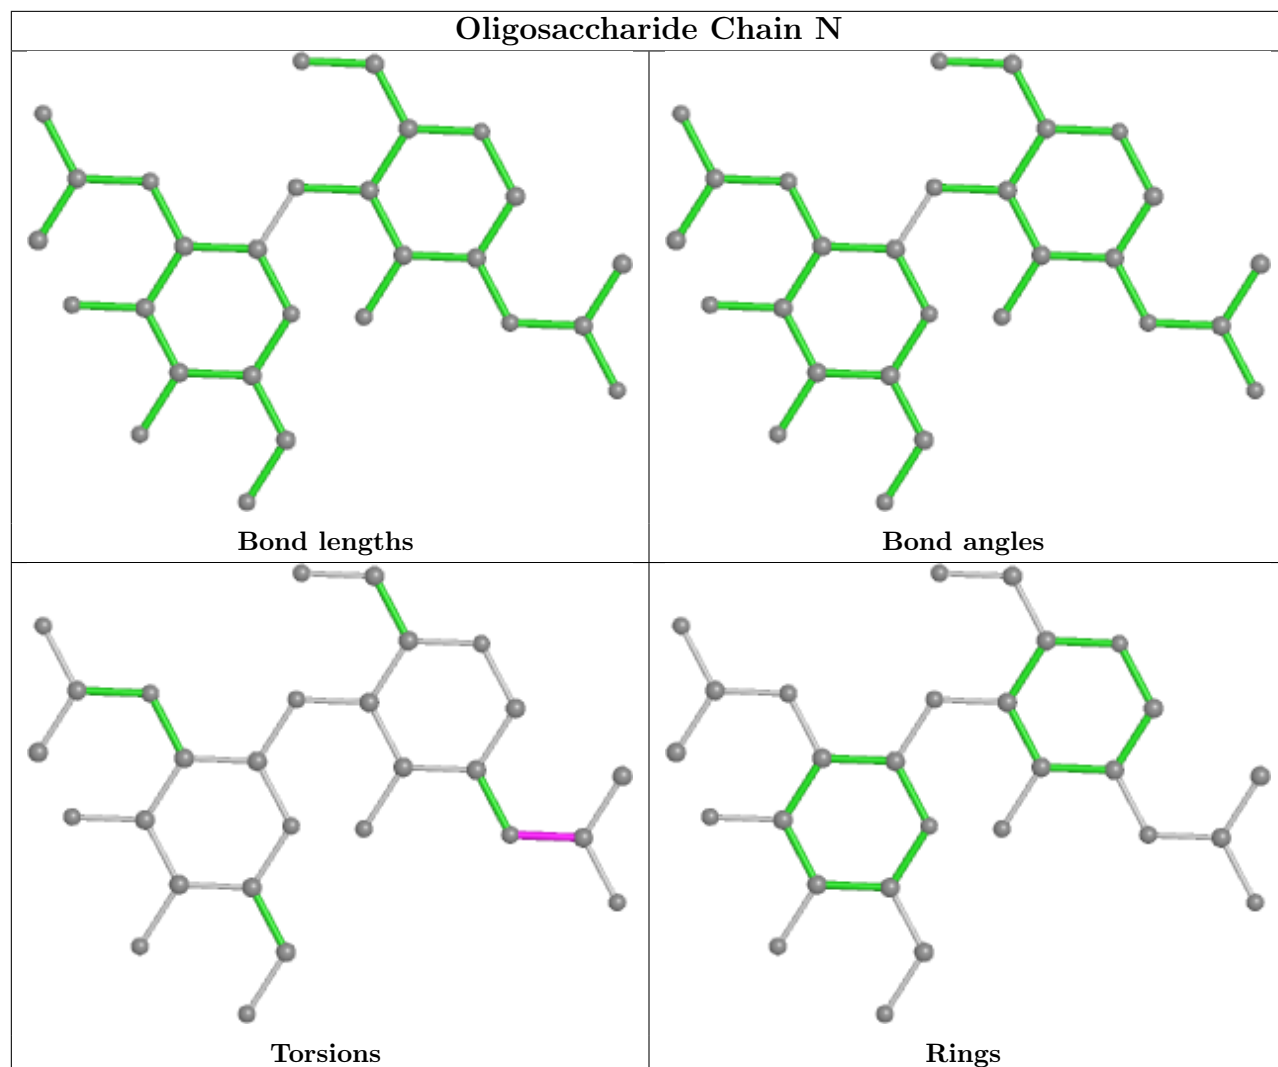 Oligosaccharide Chain N
Bond lengths
Bond angles
Torsions
Rings